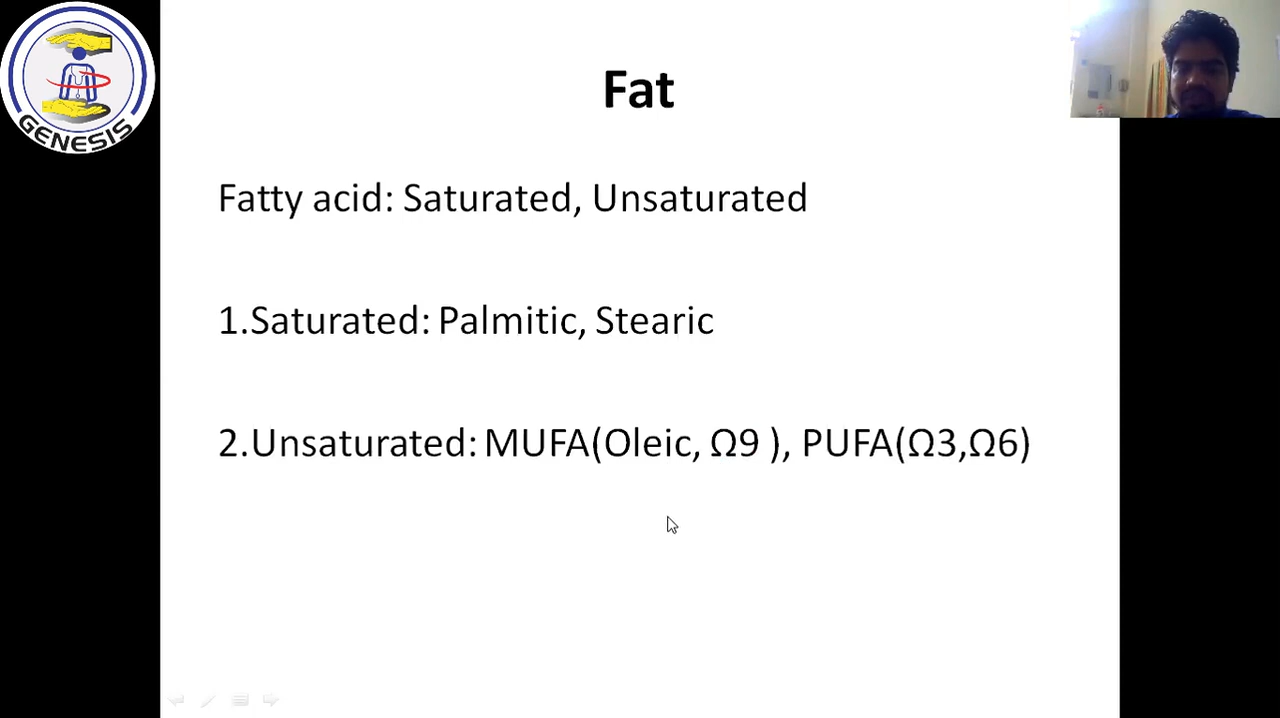 GENESIS
Fat
Fatty acid: Saturated, Unsaturated
1.Saturated: Palmitic, Stearic
2.Unsaturated: MUFA(Oleic, Ω9 ), PUFA(Ω3,Ω6)